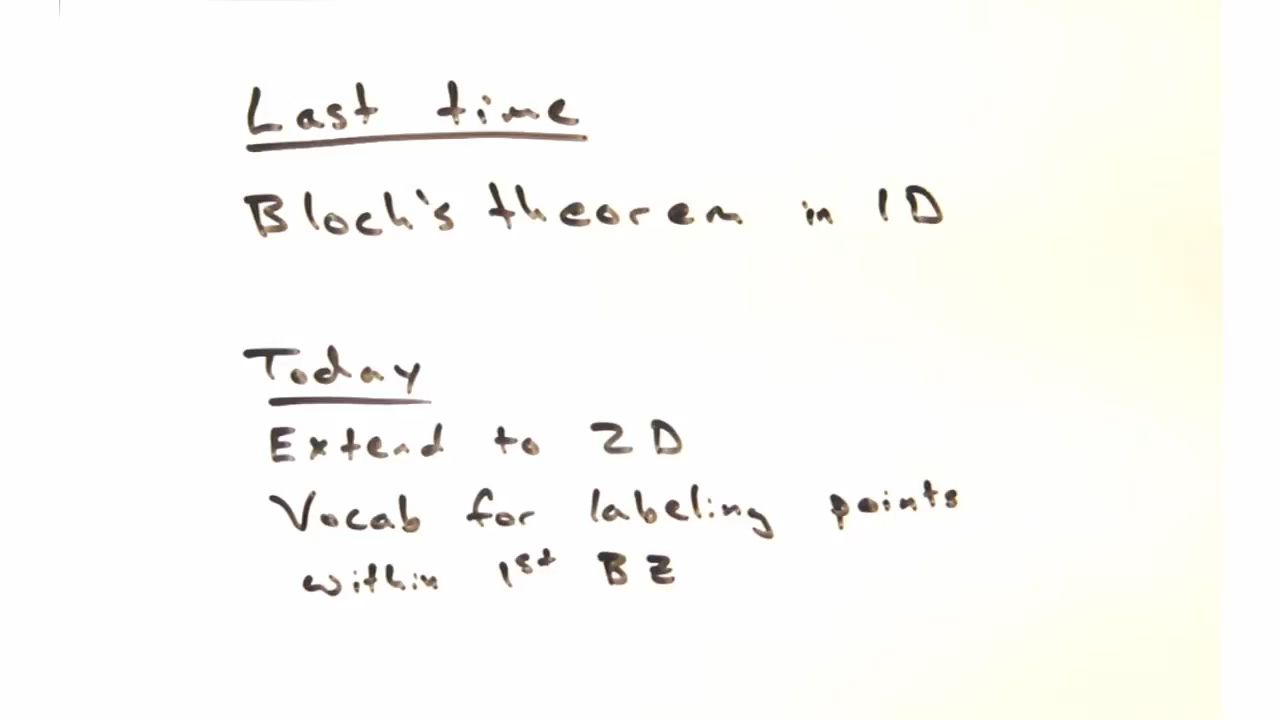 Last time
Bloch's theorem in 1D
Today
Extend to 2D
Vocab for labeling points
within 1st BZ